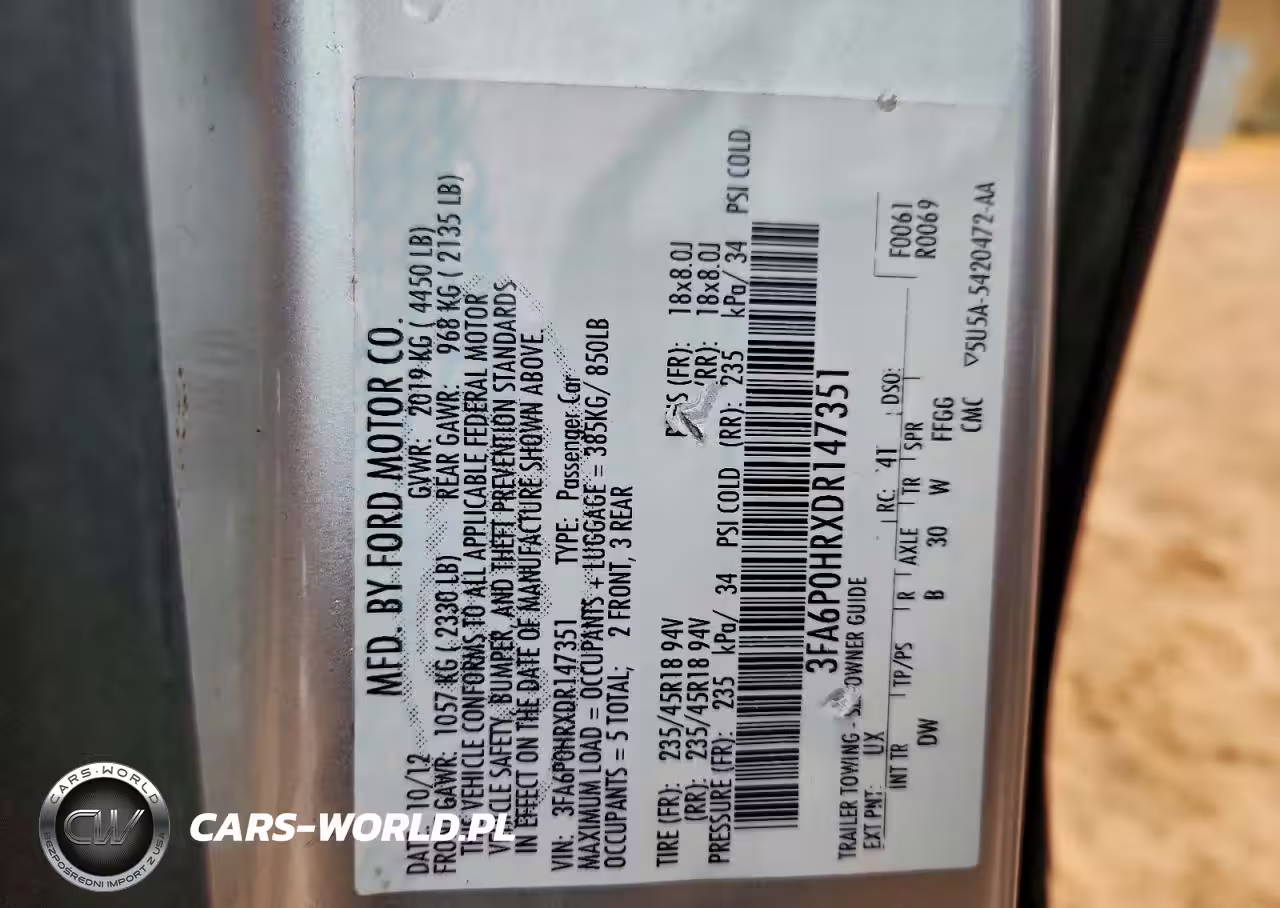 MFD. BY FORD MOTOR CO.
DATE: 10/12 GVWR: 2019 KG ( 4450 LB)
FRO GAWR: 1057 KG ( 2330 LB) REAR GAWR: 968 KG ( 2135 LB)
VEHICLE CONFORMS TO ALL APPLICABLE FEDERAL MOTOR
VEHICLE SAFETY, BUMPER, AND THEFT PREVENTION STANDARDS
IN EFFECT ON THE DATE OF MANUFACTURE SHOWN ABOVE.
VIN: 3FA6P0HRXDR147351 TYPE: Passenger Car
MAXIMUM LOAD = OCCUPANTS + LUGGAGE = 385KG/ 850LB
OCCUPANTS = 5 TOTAL; 2 FRONT, 3 REAR
TIRE (FR): 235/45R18 94V (FR): 18x8.0J
(RR): 235/45R18 94V (RR): 18x8.0J
PRESSURE (FR): 235 kPa/ 34 PSI COLD (RR): 235 kPa/ 34 PSI COLD
3FA6P0HRXDR147351
F0061
R0069
TRAILER TOWING - OWNER GUIDE
EXT PNT: UX RC: 41 DSO:
INT TR TP/PS R AXLE TR SPR
DW B 30 W FFGG
CMC
▽5U5A-5420472-AA
CARS-WORLD
CW
BEZPOŚREDNI IMPORT Z USA
CARS-WORLD.PL